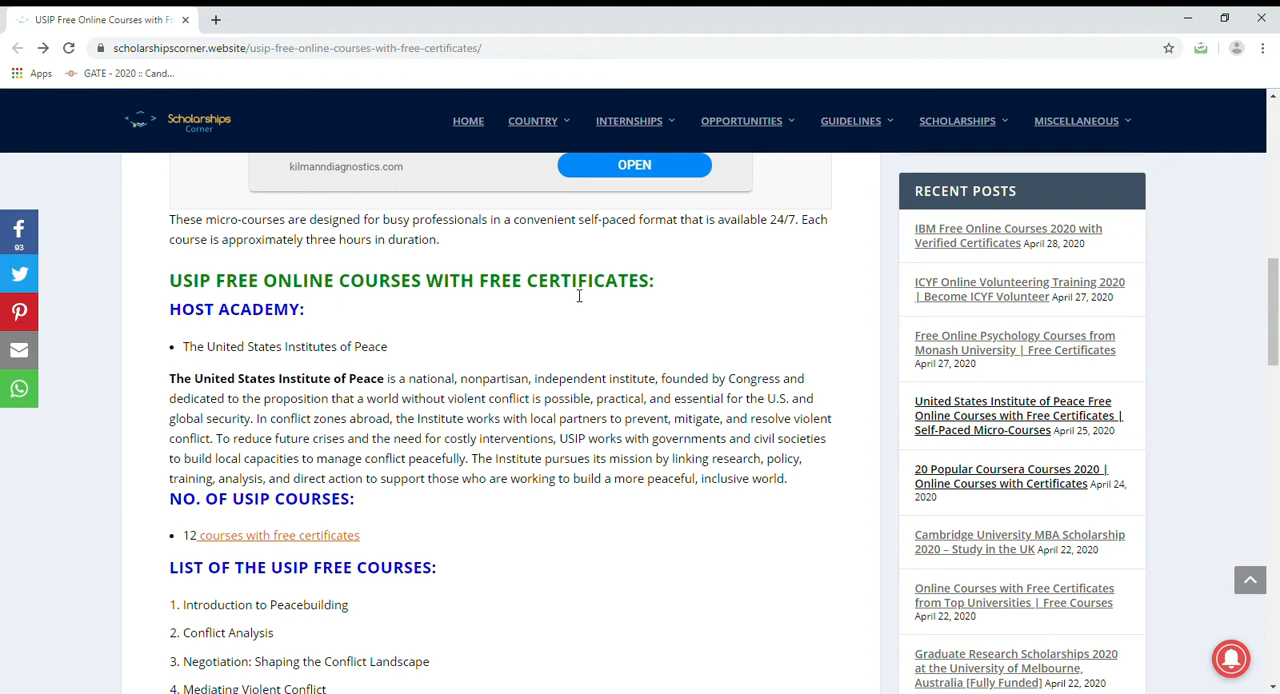 USIP Free Online Courses with Fr
scholarshipscorner.website/usip-free-online-courses-with-free-certificates/
Apps
GATE - 2020 :: Cand...
Scholarships
Corner
HOME
COUNTRY
INTERNSHIPS
OPPORTUNITIES
GUIDELINES
SCHOLARSHIPS
MISCELLANEOUS
kilmanndiagnostics.com
OPEN
These micro-courses are designed for busy professionals in a convenient self-paced format that is available 24/7. Each
course is approximately three hours in duration.
USIP FREE ONLINE COURSES WITH FREE CERTIFICATES:
HOST ACADEMY:
• The United States Institutes of Peace
The United States Institute of Peace is a national, nonpartisan, independent institute, founded by Congress and
dedicated to the proposition that a world without violent conflict is possible, practical, and essential for the U.S. and
global security. In conflict zones abroad, the Institute works with local partners to prevent, mitigate, and resolve violent
conflict. To reduce future crises and the need for costly interventions, USIP works with governments and civil societies
to build local capacities to manage conflict peacefully. The Institute pursues its mission by linking research, policy,
training, analysis, and direct action to support those who are working to build a more peaceful, inclusive world.
NO. OF USIP COURSES:
• 12 courses with free certificates
LIST OF THE USIP FREE COURSES:
1. Introduction to Peacebuilding
2. Conflict Analysis
3. Negotiation: Shaping the Conflict Landscape
4. Mediating Violent Conflict
93
RECENT POSTS
IBM Free Online Courses 2020 with
Verified Certificates April 28, 2020
ICYF Online Volunteering Training 2020
| Become ICYF Volunteer April 27, 2020
Free Online Psychology Courses from
Monash University | Free Certificates
April 27, 2020
United States Institute of Peace Free
Online Courses with Free Certificates |
Self-Paced Micro-Courses April 25, 2020
20 Popular Coursera Courses 2020 |
Online Courses with Certificates April 24,
2020
Cambridge University MBA Scholarship
2020 – Study in the UK April 22, 2020
Online Courses with Free Certificates
from Top Universities | Free Courses
April 22, 2020
Graduate Research Scholarships 2020
at the University of Melbourne,
Australia [Fully Funded] April 22, 2020